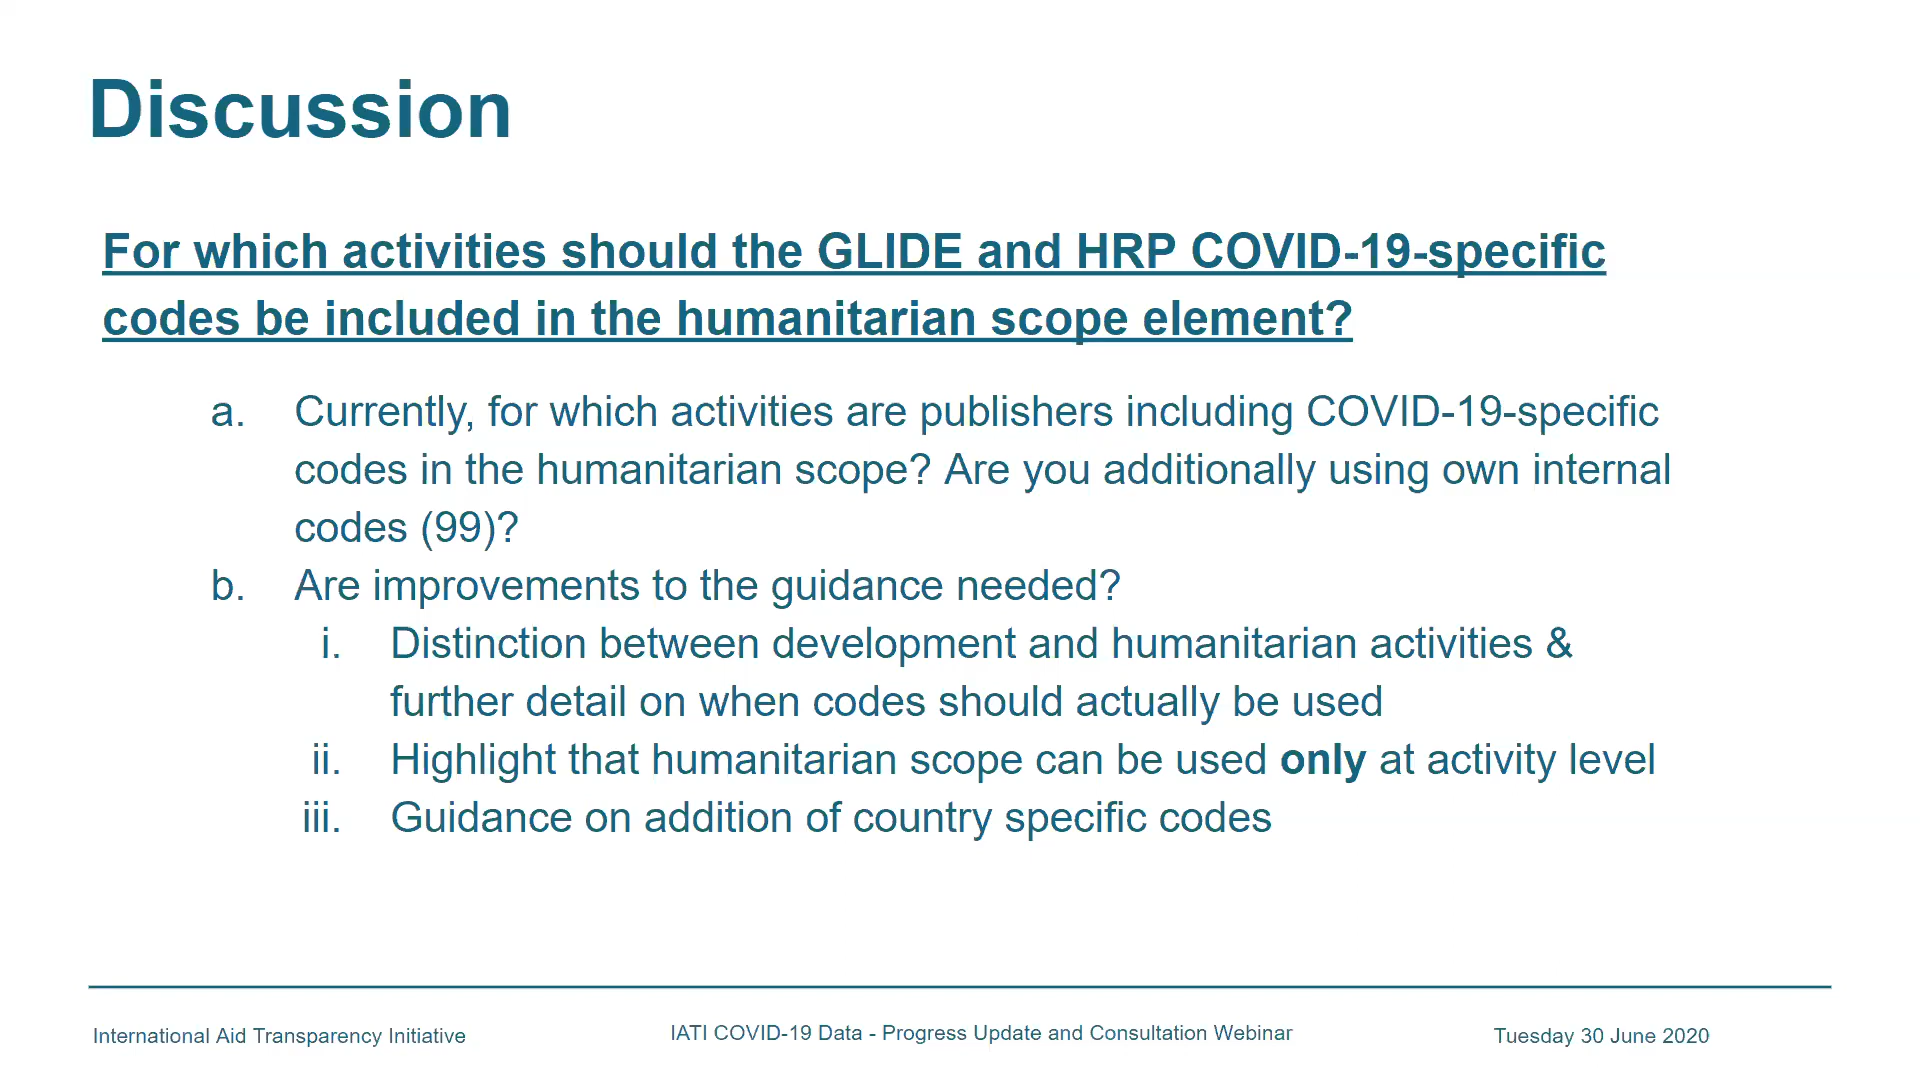 Discussion
For which activities should the GLIDE and HRP COVID-19-specific
codes be included in the humanitarian scope element?
a. Currently, for which activities are publishers including COVID-19-specific
codes in the humanitarian scope? Are you additionally using own internal
codes (99)?
b. Are improvements to the guidance needed?
i. Distinction between development and humanitarian activities &
further detail on when codes should actually be used
ii. Highlight that humanitarian scope can be used only at activity level
iii. Guidance on addition of country specific codes
International Aid Transparency Initiative
IATI COVID-19 Data - Progress Update and Consultation Webinar
Tuesday 30 June 2020